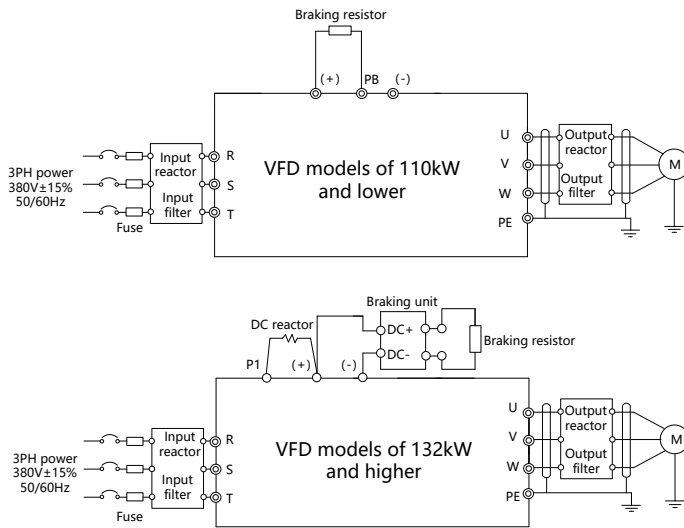 Braking resistor
(+)
PB
(-)
3PH power
380V±15%
50/60Hz
Fuse
Input
reactor
Input
filter
R
S
T
VFD models of 110kW
and lower
U
V
W
PE
Output
reactor
Output
filter
M
Braking unit
DC reactor
DC+
DC-
Braking resistor
P1
(+)
(-)
3PH power
380V±15%
50/60Hz
Fuse
Input
reactor
Input
filter
R
S
T
VFD models of 132kW
and higher
U
V
W
PE
Output
reactor
Output
filter
M